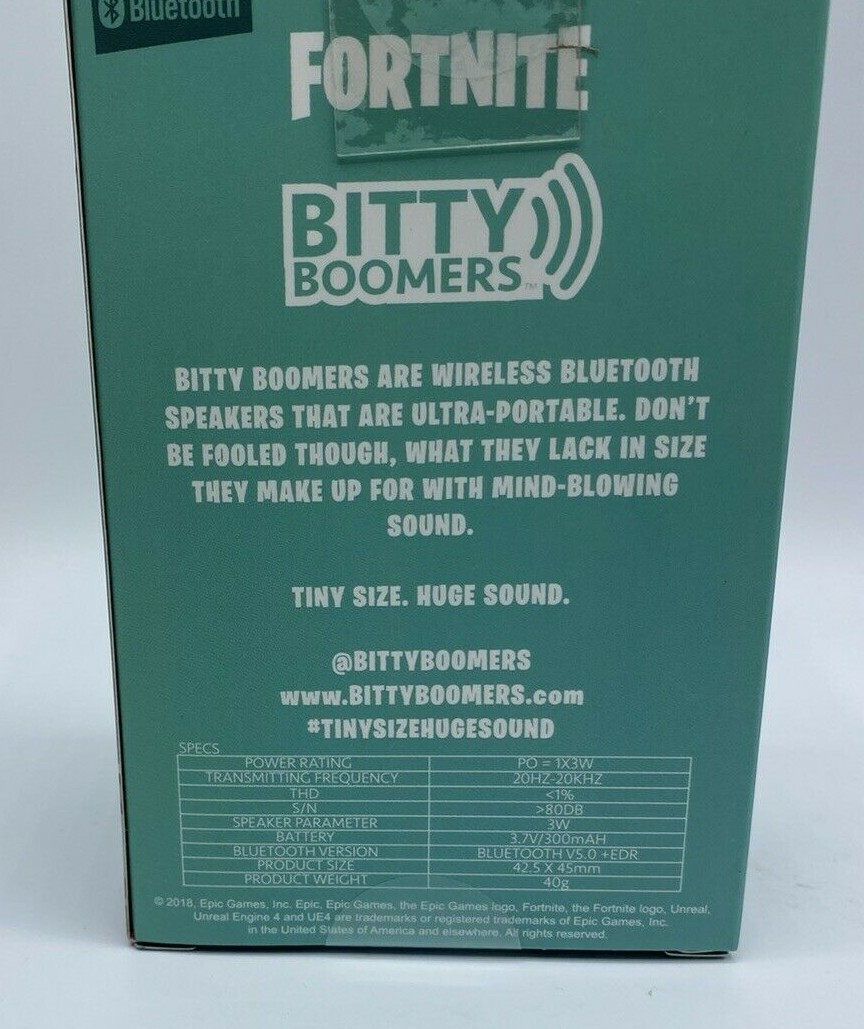 Bluetooth
FORTNITE
BITTY
BOOMERS™
BITTY BOOMERS ARE WIRELESS BLUETOOTH
SPEAKERS THAT ARE ULTRA-PORTABLE. DON'T
BE FOOLED THOUGH, WHAT THEY LACK IN SIZE
THEY MAKE UP FOR WITH MIND-BLOWING
SOUND.
TINY SIZE. HUGE SOUND.
@BITTYBOOMERS
www.BITTYBOOMERS.com
#TINYSIZEHUGESOUND
SPECS
POWER RATING PO = 1X3W
TRANSMITTING FREQUENCY 20HZ-20KHZ
THD <1%
S/N >80DB
SPEAKER PARAMETER 3W
BATTERY 3.7V/300mAH
BLUETOOTH VERSION BLUETOOTH V5.0 +EDR
PRODUCT SIZE 42.5 X 45mm
PRODUCT WEIGHT 40g
© 2018, Epic Games, Inc. Epic, Epic Games, the Epic Games logo, Fortnite, the Fortnite logo, Unreal,
Unreal Engine 4 and UE4 are trademarks or registered trademarks of Epic Games, Inc.
in the United States of America and elsewhere. All rights reserved.